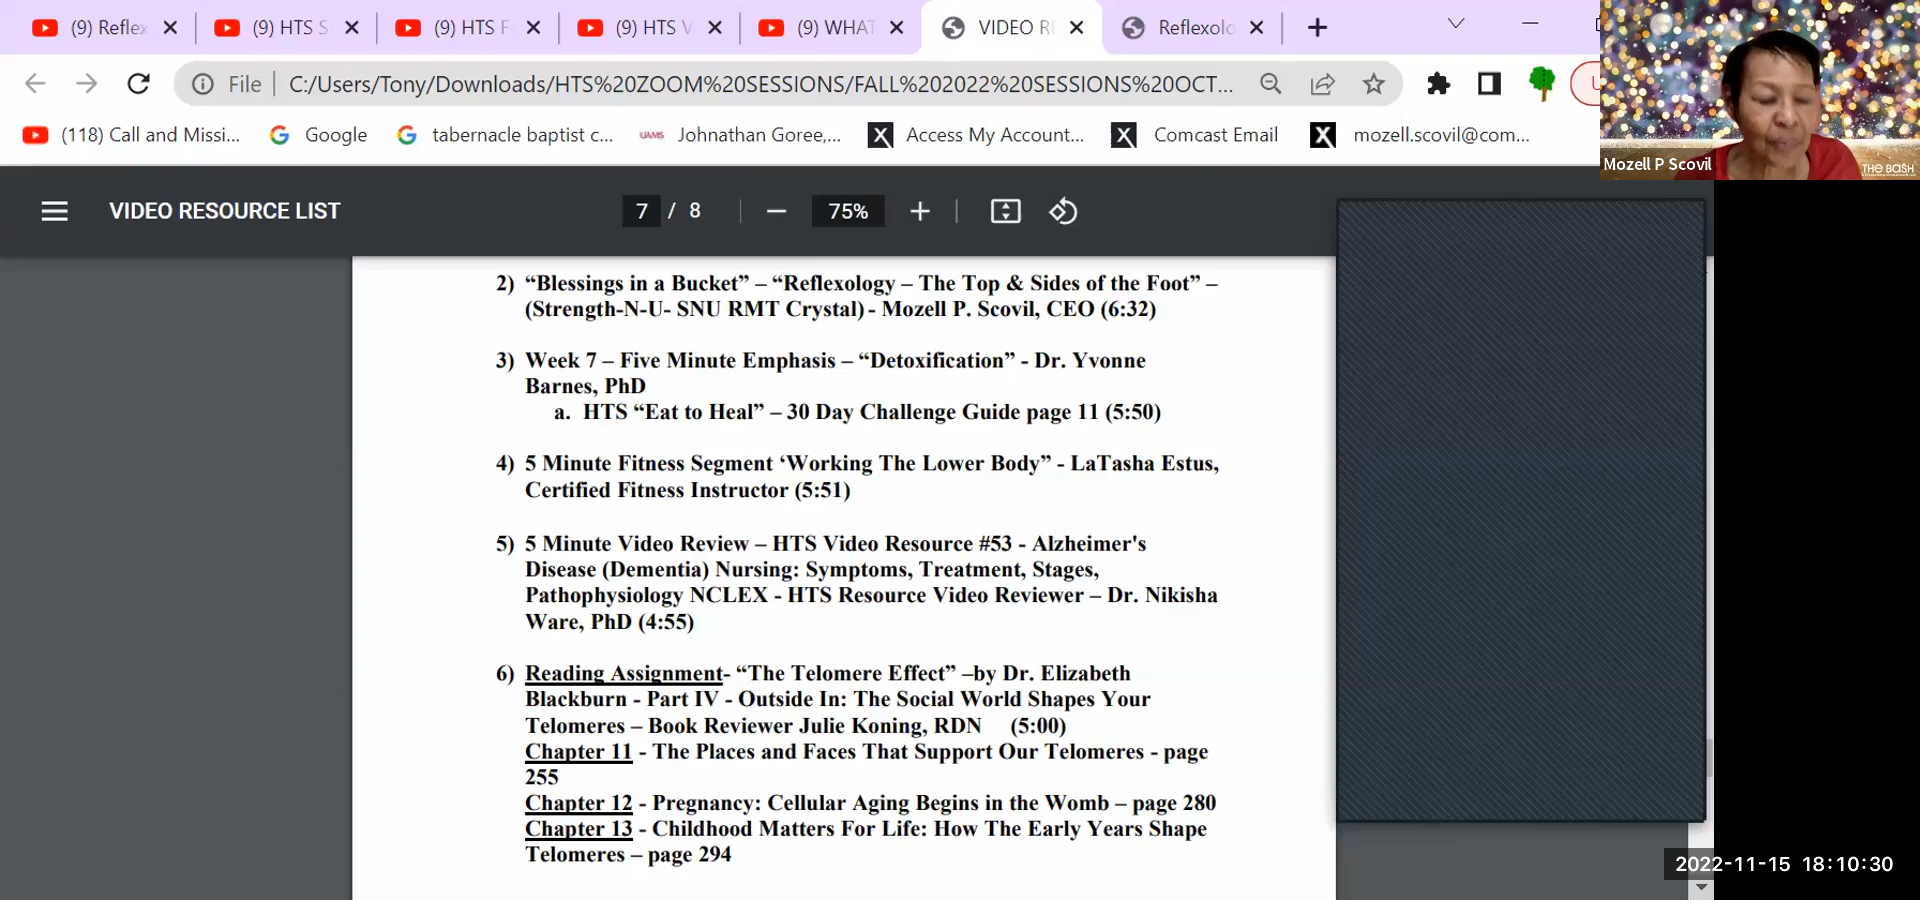 (9) Reflex
(9) HTS S
(9) HTS F
(9) HTS V
(9) WHAT
VIDEO R
Reflexolo
File
C:/Users/Tony/Downloads/HTS%20ZOOM%20SESSIONS/FALL%202022%20SESSIONS%20OCT...
(118) Call and Missi...
Google
tabernacle baptist c...
UAMS
Johnathan Goree,...
X
Access My Account...
X
Comcast Email
X
mozell.scovil@com...
Mozell P Scovil
THE BASH
VIDEO RESOURCE LIST
7 / 8
75%
2) “Blessings in a Bucket” – “Reflexology – The Top & Sides of the Foot” –
(Strength-N-U- SNU RMT Crystal) - Mozell P. Scovil, CEO (6:32)
3) Week 7 – Five Minute Emphasis – “Detoxification” - Dr. Yvonne
Barnes, PhD
a. HTS “Eat to Heal” – 30 Day Challenge Guide page 11 (5:50)
4) 5 Minute Fitness Segment ‘Working The Lower Body” - LaTasha Estus,
Certified Fitness Instructor (5:51)
5) 5 Minute Video Review – HTS Video Resource #53 - Alzheimer's
Disease (Dementia) Nursing: Symptoms, Treatment, Stages,
Pathophysiology NCLEX - HTS Resource Video Reviewer – Dr. Nikisha
Ware, PhD (4:55)
6) Reading Assignment- “The Telomere Effect” –by Dr. Elizabeth
Blackburn - Part IV - Outside In: The Social World Shapes Your
Telomeres – Book Reviewer Julie Koning, RDN (5:00)
Chapter 11 - The Places and Faces That Support Our Telomeres - page
255
Chapter 12 - Pregnancy: Cellular Aging Begins in the Womb – page 280
Chapter 13 - Childhood Matters For Life: How The Early Years Shape
Telomeres – page 294
2022-11-15 18:10:30